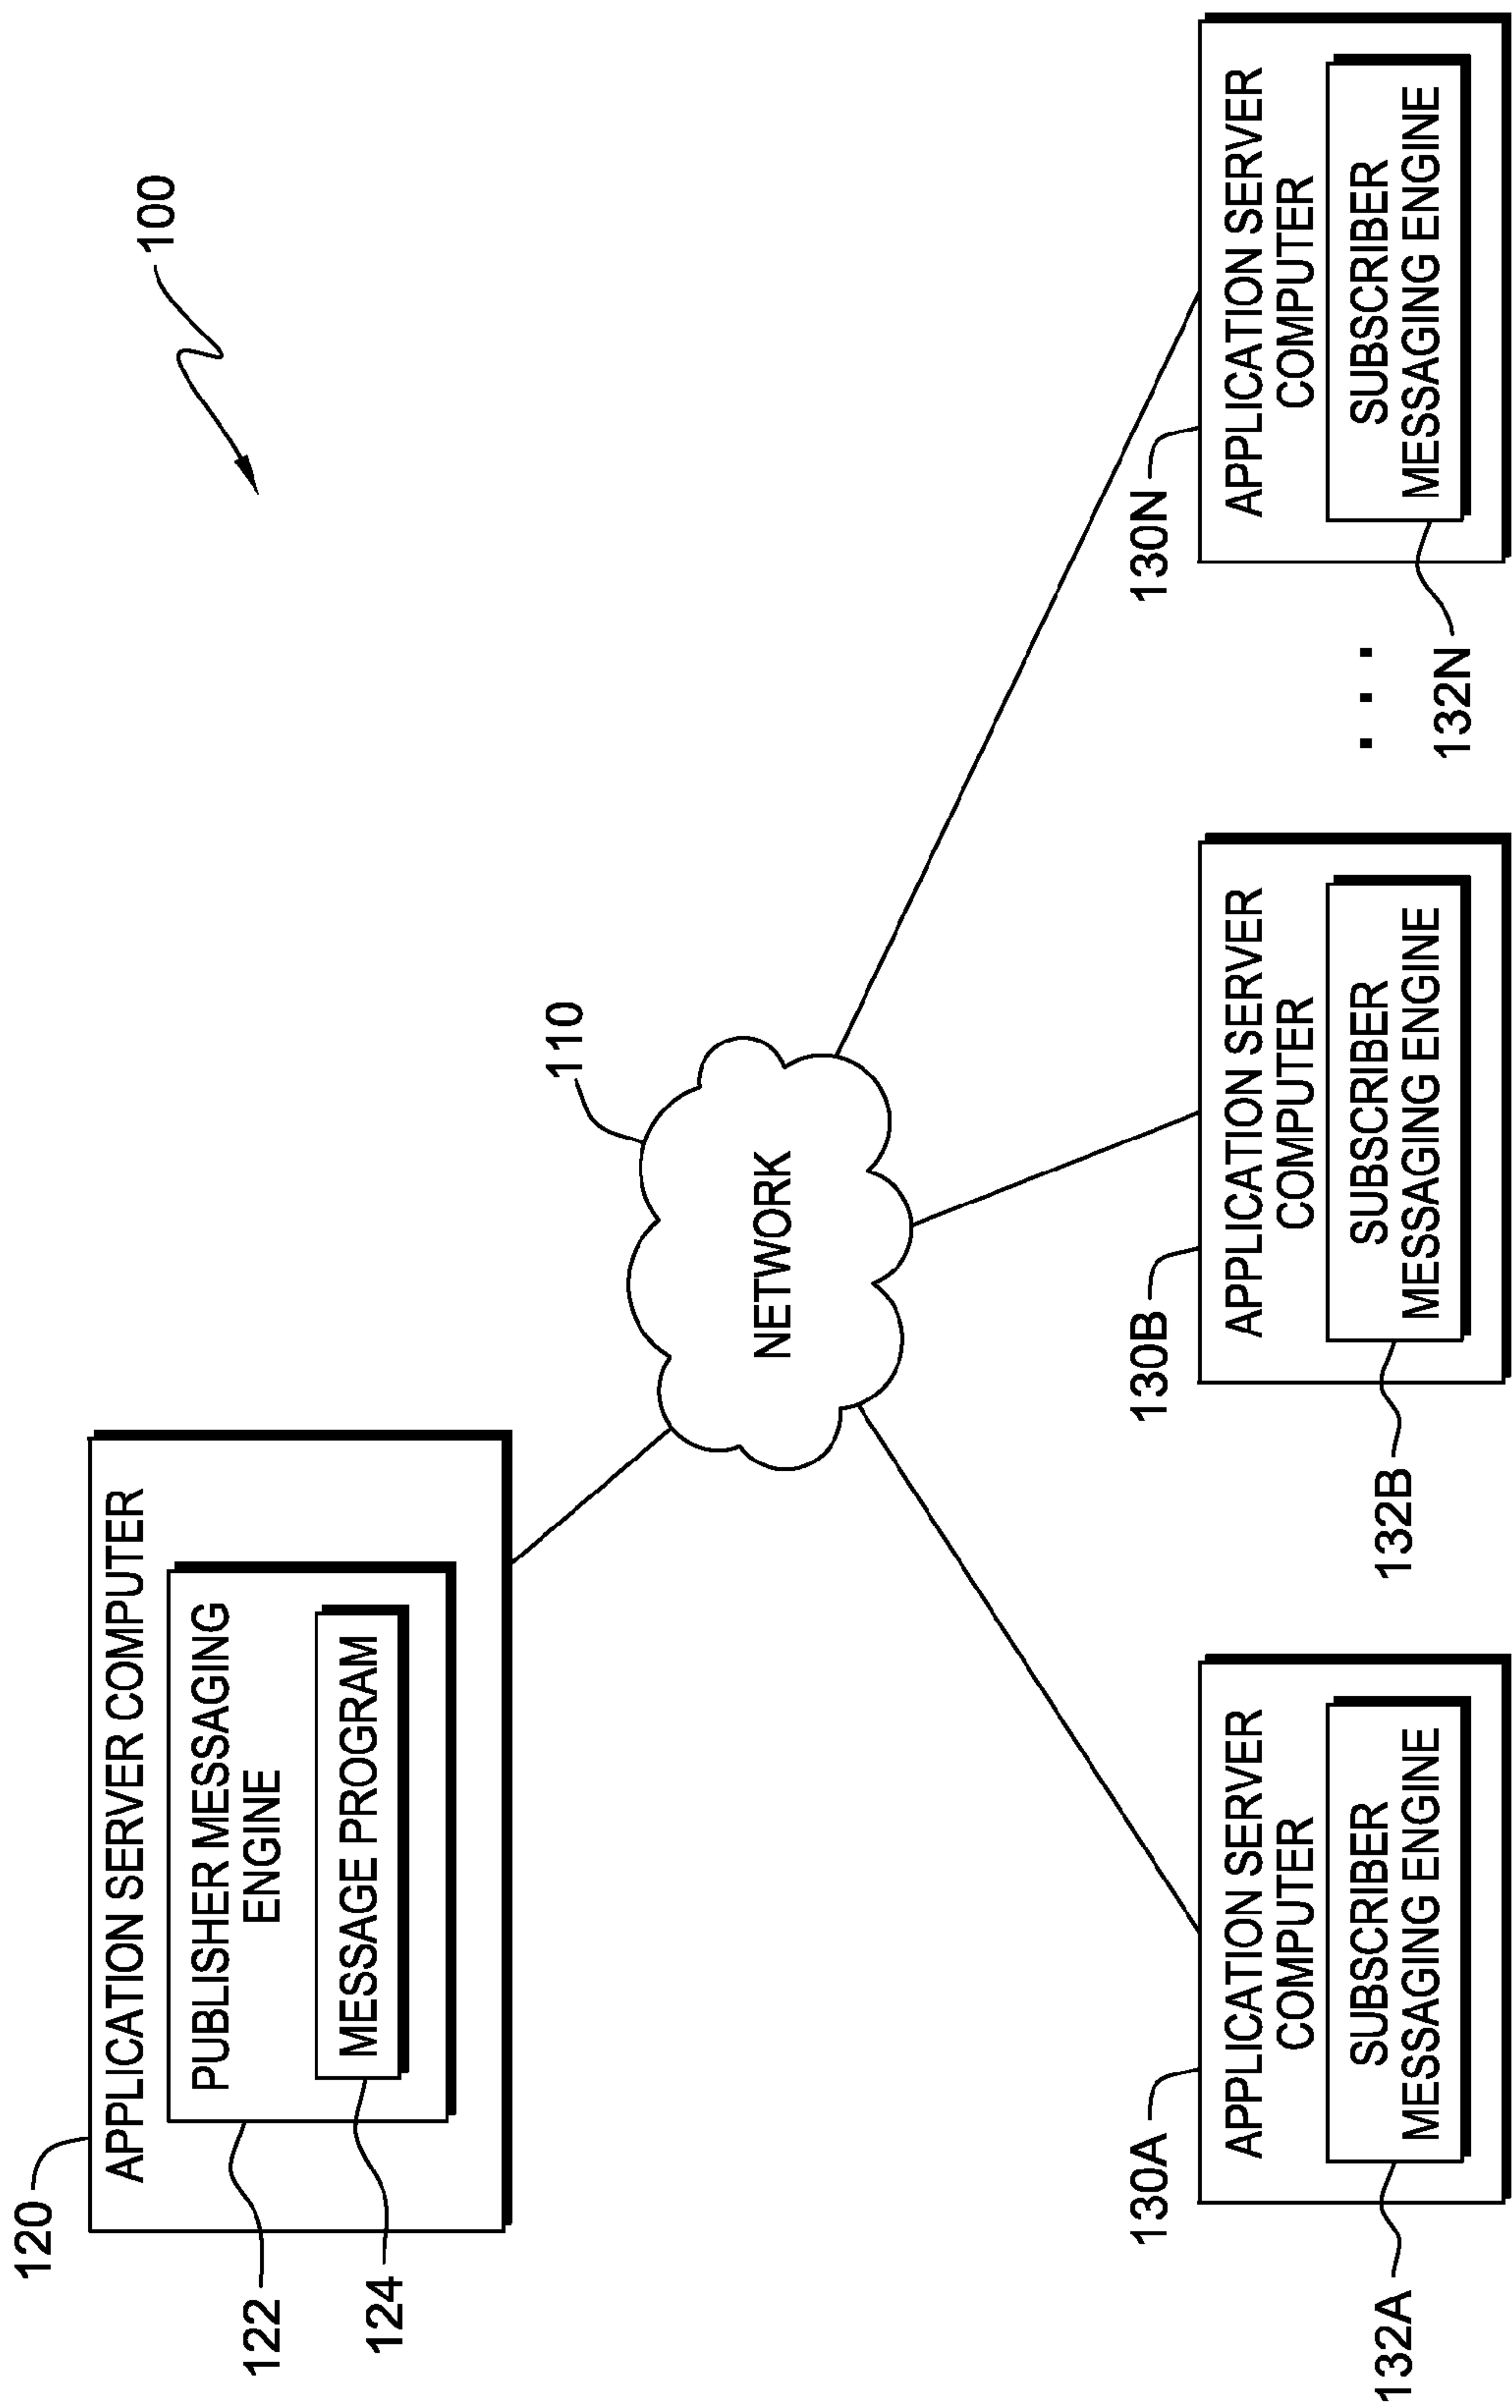 100
120
APPLICATION SERVER COMPUTER
122
PUBLISHER MESSAGING
ENGINE
124
MESSAGE PROGRAM
110
NETWORK
130A
APPLICATION SERVER
COMPUTER
132A
SUBSCRIBER
MESSAGING ENGINE
130B
APPLICATION SERVER
COMPUTER
132B
SUBSCRIBER
MESSAGING ENGINE
. . .
130N
APPLICATION SERVER
COMPUTER
132N
SUBSCRIBER
MESSAGING ENGINE